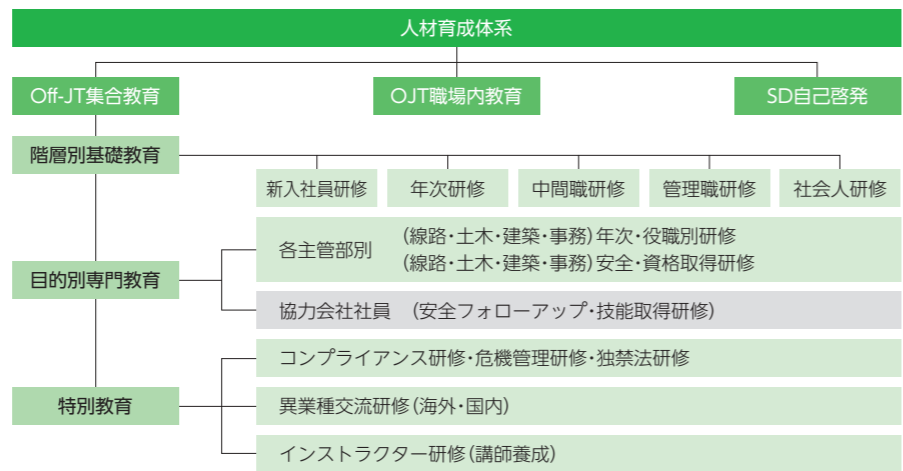 人材育成体系
Off-JT集合教育
OJT職場内教育
SD自己啓発
階層別基礎教育
新入社員研修
年次研修
中間職研修
管理職研修
社会人研修
目的別専門教育
各主管部別
(線路・土木・建築・事務)年次・役職別研修
(線路・土木・建築・事務)安全・資格取得研修
協力会社社員 (安全フォローアップ・技能取得研修)
特別教育
コンプライアンス研修・危機管理研修・独禁法研修
異業種交流研修(海外・国内)
インストラクター研修(講師養成)